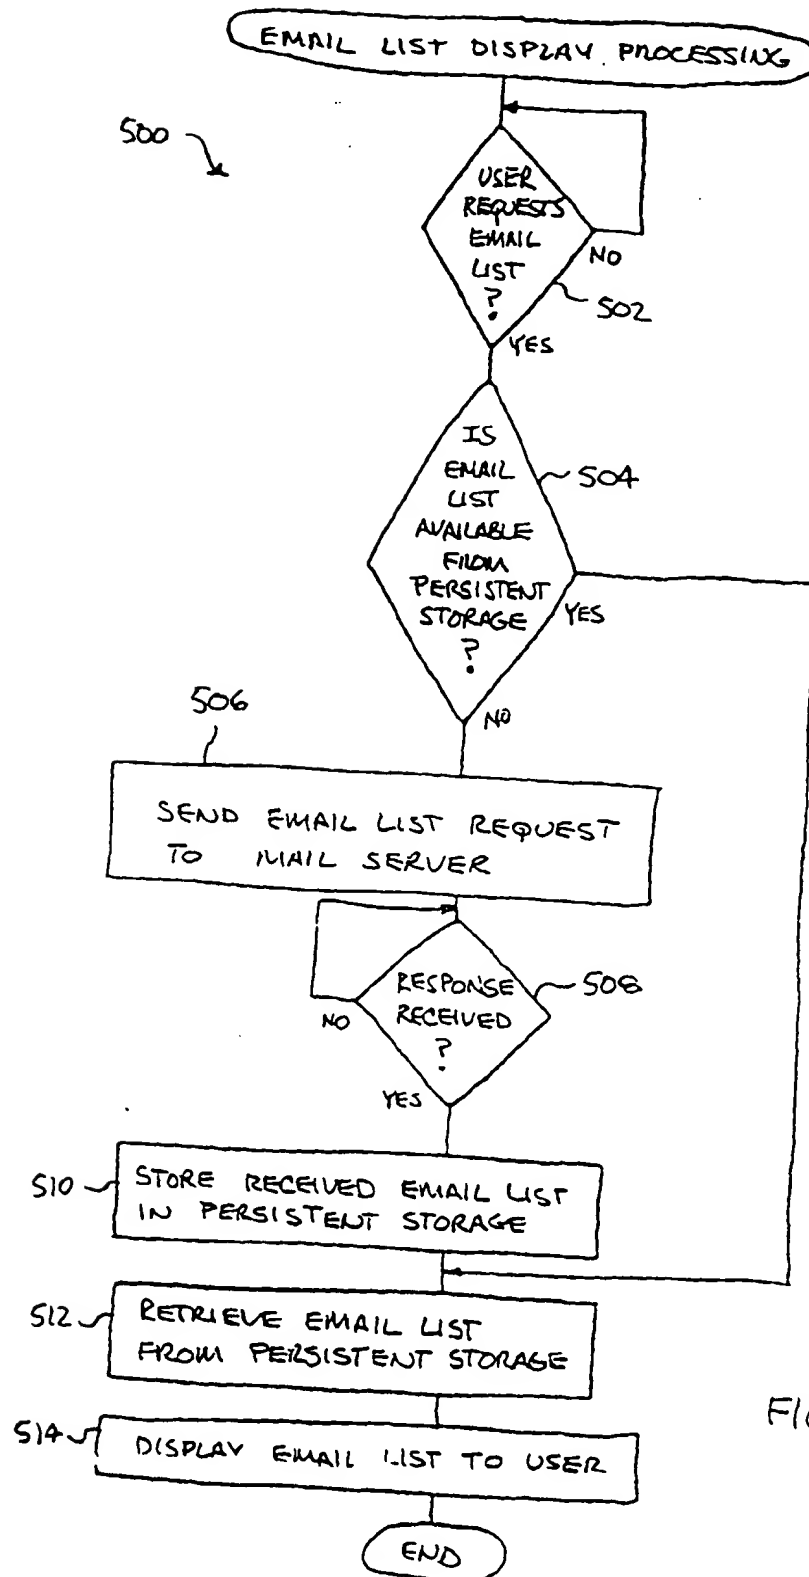 EMAIL LIST DISPLAY PROCESSING
500
USER
REQUESTS
EMAIL
LIST
?
NO
502
YES
IS
EMAIL
LIST
AVAILABLE
FROM
PERSISTENT
STORAGE
?
504
YES
NO
506
SEND EMAIL LIST REQUEST
TO MAIL SERVER
RESPONSE
RECEIVED
?
508
NO
YES
510
STORE RECEIVED EMAIL LIST
IN PERSISTENT STORAGE
512
RETRIEVE EMAIL LIST
FROM PERSISTENT STORAGE
514
DISPLAY EMAIL LIST TO USER
END